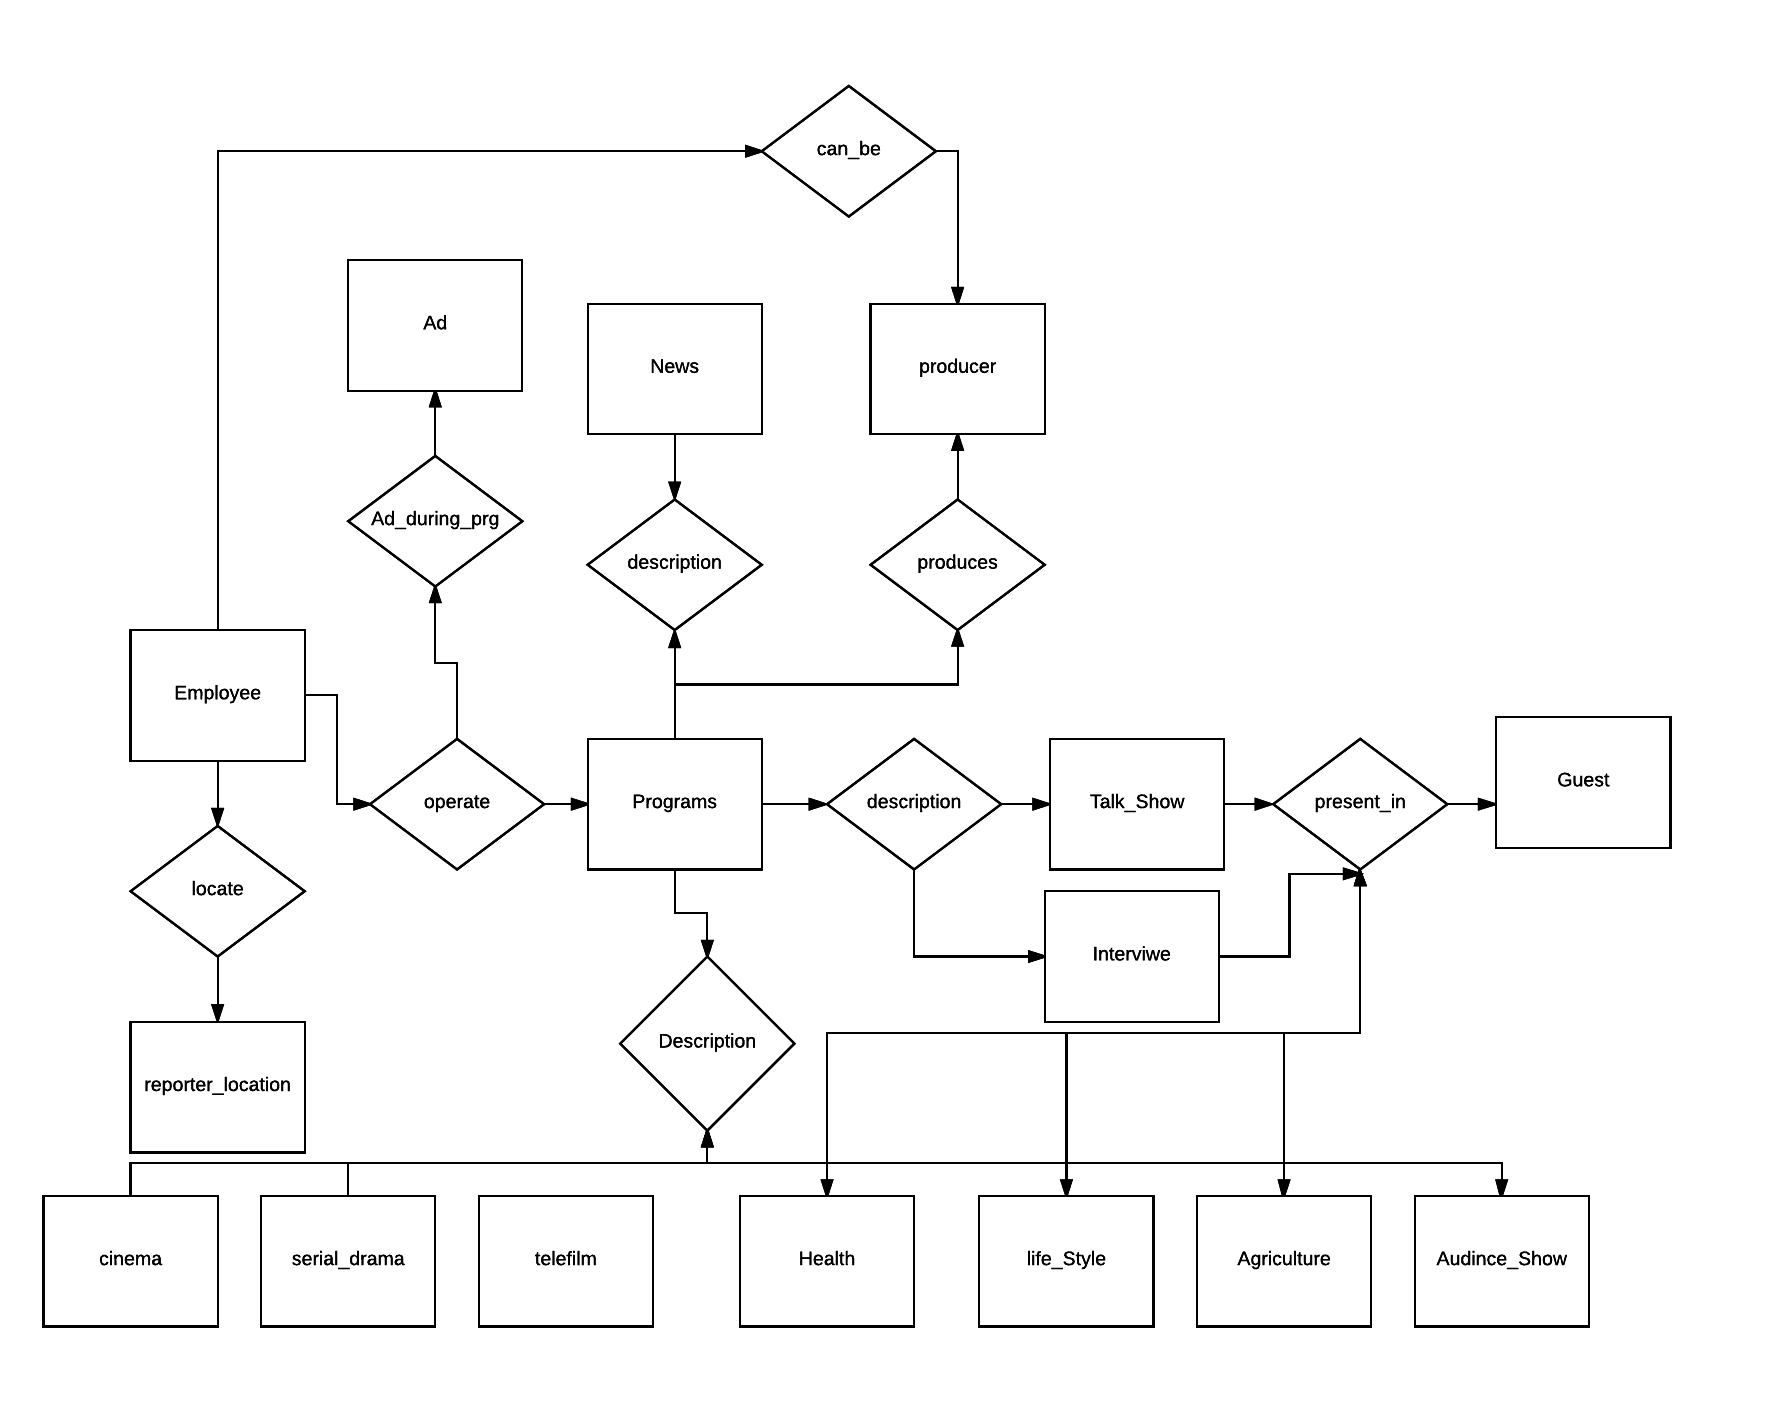 can_be
Ad
News
producer
Ad_during_prg
description
produces
Employee
operate
Programs
description
Talk_Show
present_in
Guest
locate
Interviwe
Description
reporter_location
cinema
serial_drama
telefilm
Health
life_Style
Agriculture
Audince_Show